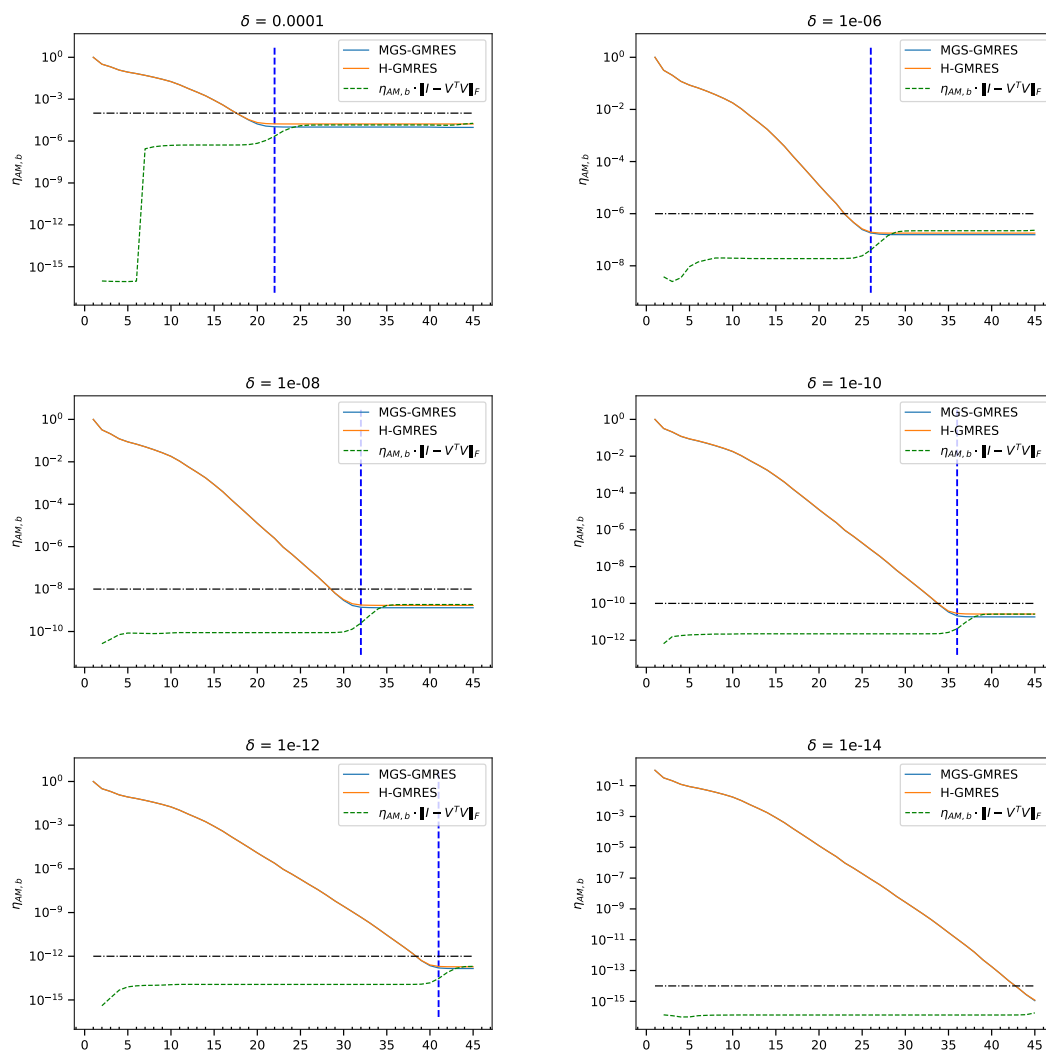 δ = 0.0001
η_{AM,b}
10^0
10^{-3}
10^{-6}
10^{-9}
10^{-12}
10^{-15}
0 5 10 15 20 25 30 35 40 45
MGS-GMRES
H-GMRES
η_{AM,b} · ‖I − V^T V‖_F
δ = 1e-06
η_{AM,b}
10^0
10^{-2}
10^{-4}
10^{-6}
10^{-8}
0 5 10 15 20 25 30 35 40 45
MGS-GMRES
H-GMRES
η_{AM,b} · ‖I − V^T V‖_F
δ = 1e-08
η_{AM,b}
10^0
10^{-2}
10^{-4}
10^{-6}
10^{-8}
10^{-10}
0 5 10 15 20 25 30 35 40 45
MGS-GMRES
H-GMRES
η_{AM,b} · ‖I − V^T V‖_F
δ = 1e-10
η_{AM,b}
10^0
10^{-2}
10^{-4}
10^{-6}
10^{-8}
10^{-10}
10^{-12}
0 5 10 15 20 25 30 35 40 45
MGS-GMRES
H-GMRES
η_{AM,b} · ‖I − V^T V‖_F
δ = 1e-12
η_{AM,b}
10^0
10^{-3}
10^{-6}
10^{-9}
10^{-12}
10^{-15}
0 5 10 15 20 25 30 35 40 45
MGS-GMRES
H-GMRES
η_{AM,b} · ‖I − V^T V‖_F
δ = 1e-14
η_{AM,b}
10^{-1}
10^{-3}
10^{-5}
10^{-7}
10^{-9}
10^{-11}
10^{-13}
10^{-15}
0 5 10 15 20 25 30 35 40 45
MGS-GMRES
H-GMRES
η_{AM,b} · ‖I − V^T V‖_F